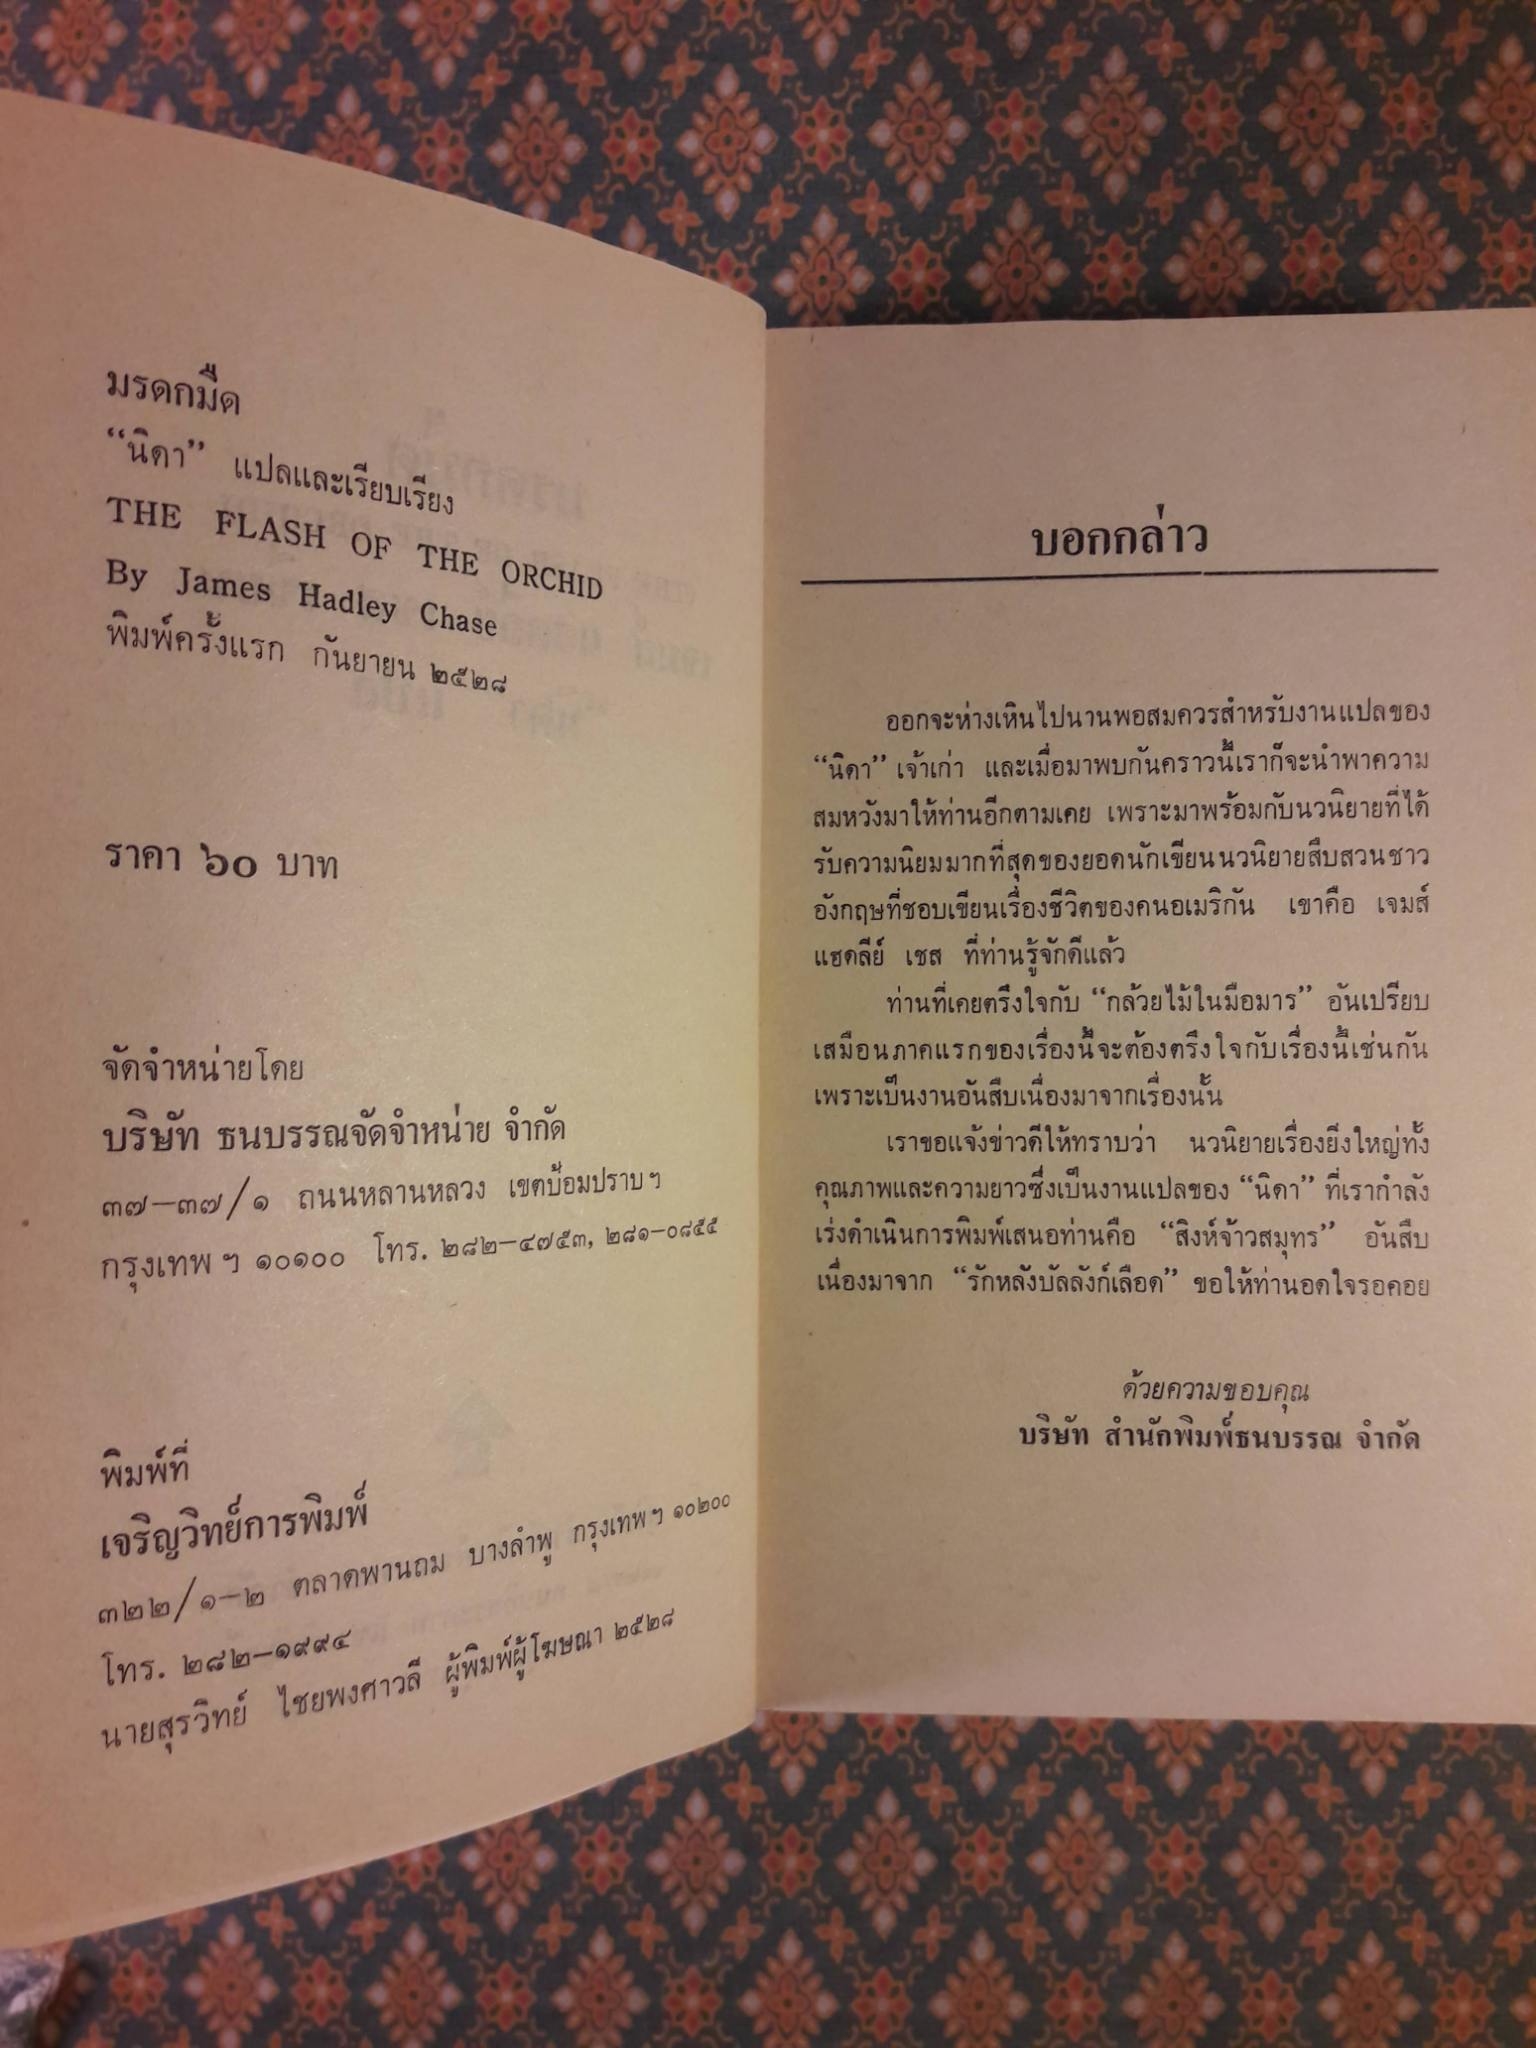 มรดกมืด
“นิดา” แปลและเรียบเรียง
THE FLASH OF THE ORCHID
By James Hadley Chase
พิมพ์ครั้งแรก กันยายน ๒๕๒๘
ราคา ๖๐ บาท
จัดจำหน่ายโดย
บริษัท ธนบรรณจัดจำหน่าย จำกัด
๓๗–๓๗/๑ ถนนหลานหลวง เขตป้อมปราบฯ
กรุงเทพฯ ๑๐๑๐๐ โทร. ๒๘๒–๔๗๕๓, ๒๘๑–๐๘๕๕
พิมพ์ที่
เจริญวิทย์การพิมพ์
๓๒๒/๑–๒ ตลาดพานถม บางลำพู กรุงเทพฯ ๑๐๒๐๐
โทร. ๒๘๒–๑๙๙๔
นายสุรวิทย์ ไชยพงศาวลี ผู้พิมพ์ผู้โฆษณา ๒๕๒๘
บอกกล่าว
ออกจะห่างเหินไปนานพอสมควรสำหรับงานแปลของ
“นิดา” เจ้าเก่า และเมื่อมาพบกันคราวนี้เราก็จะนำพาความ
สมหวังมาให้ท่านอีกตามเคย เพราะมาพร้อมกับนวนิยายที่ได้
รับความนิยมมากที่สุดของยอดนักเขียนนวนิยายสืบสวนชาว
อังกฤษที่ชอบเขียนเรื่องชีวิตของคนอเมริกัน เขาคือ เจมส์
แฮดลีย์ เชส ที่ท่านรู้จักดีแล้ว
ท่านที่เคยตรึงใจกับ “กล้วยไม้ในมือมาร” อันเปรียบ
เสมือนภาคแรกของเรื่องนี้จะต้องตรึงใจกับเรื่องนี้เช่นกัน
เพราะเป็นงานอันสืบเนื่องมาจากเรื่องนั้น
เราขอแจ้งข่าวดีให้ทราบว่า นวนิยายเรื่องยิ่งใหญ่ทั้ง
คุณภาพและความยาวซึ่งเป็นงานแปลของ “นิดา” ที่เรากำลัง
เร่งดำเนินการพิมพ์เสนอท่านคือ “สิงห์จ้าวสมุทร” อันสืบ
เนื่องมาจาก “รักหลังบัลลังก์เลือด” ขอให้ท่านอดใจรอคอย
ด้วยความขอบคุณ
บริษัท สำนักพิมพ์ธนบรรณ จำกัด